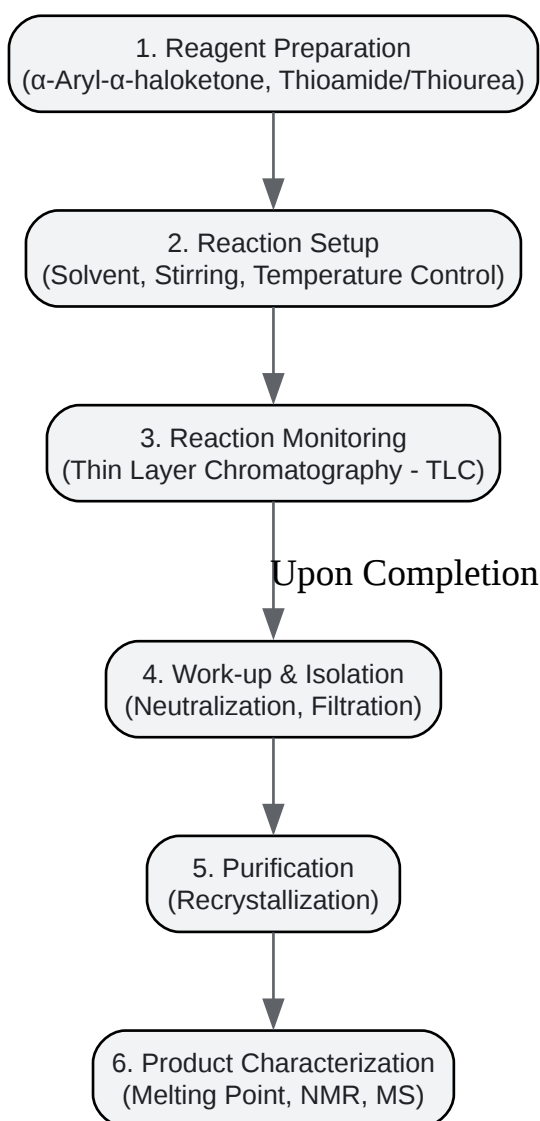 1. Reagent Preparation
(α-Aryl-α-haloketone, Thioamide/Thiourea)
2. Reaction Setup
(Solvent, Stirring, Temperature Control)
3. Reaction Monitoring
(Thin Layer Chromatography - TLC)
Upon Completion
4. Work-up & Isolation
(Neutralization, Filtration)
5. Purification
(Recrystallization)
6. Product Characterization
(Melting Point, NMR, MS)